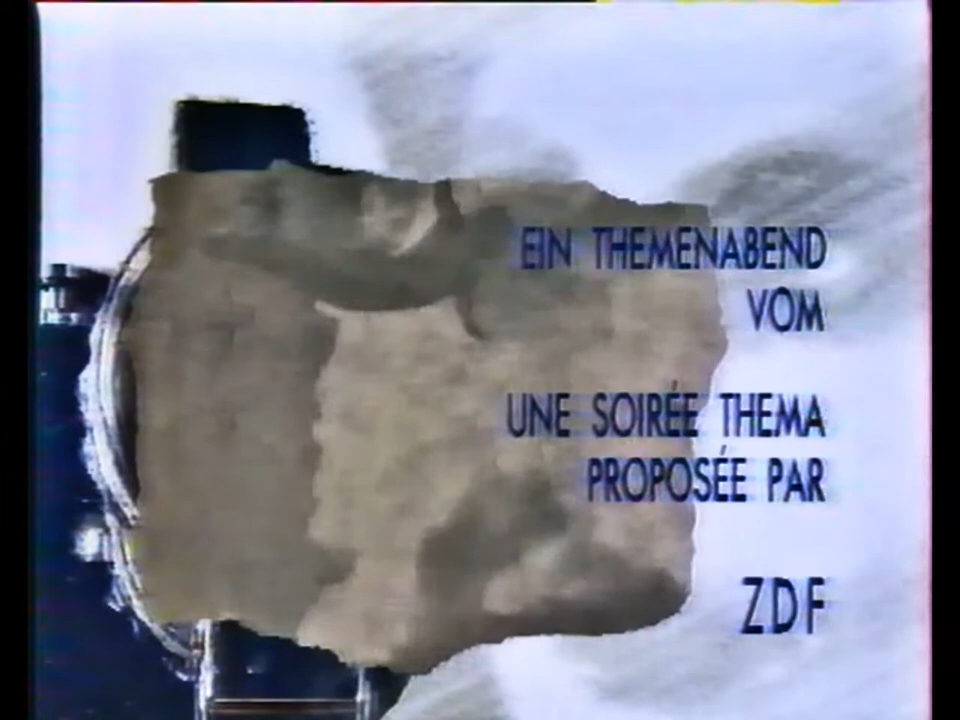 EIN THEMENABEND
VOM
UNE SOIRÉE THEMA
PROPOSÉE PAR
ZDF